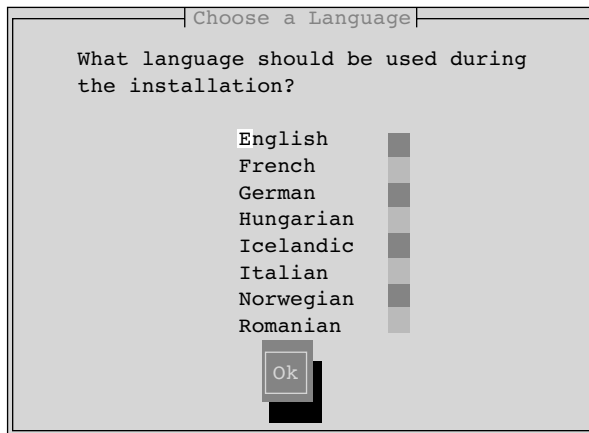 Choose a Language
What language should be used during
the installation?
English
French
German
Hungarian
Icelandic
Italian
Norwegian
Romanian
Ok